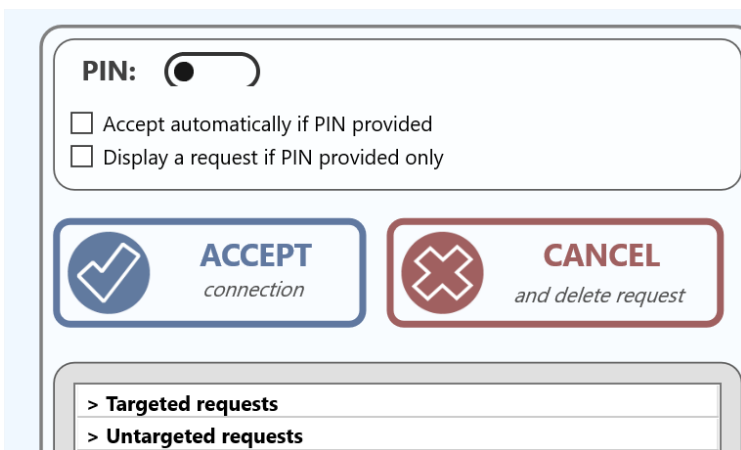 PIN:
Accept automatically if PIN provided
Display a request if PIN provided only
ACCEPT
connection
CANCEL
and delete request
> Targeted requests
> Untargeted requests